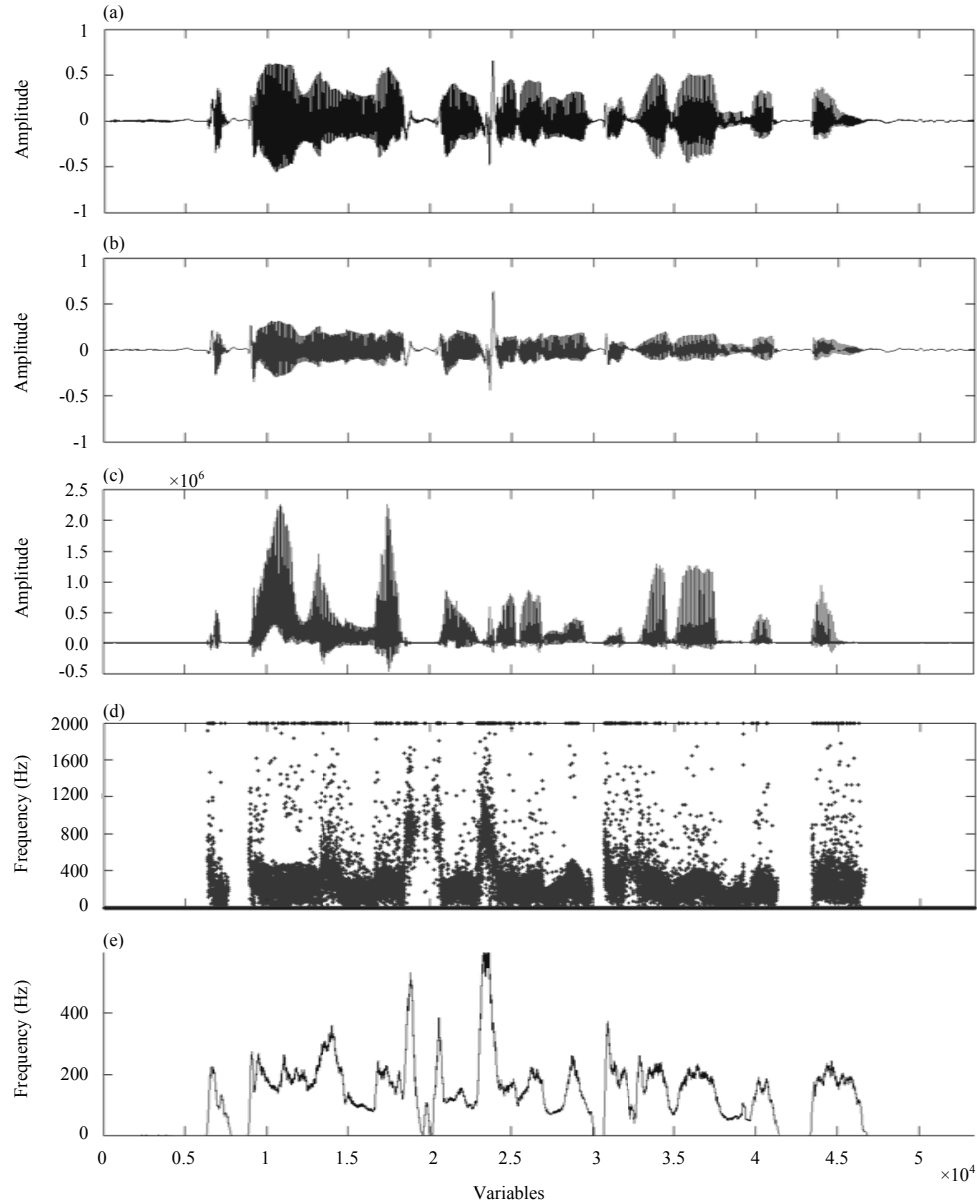 (a)
1
0.5
0
-0.5
-1
Amplitude
(b)
1
0.5
0
-0.5
-1
Amplitude
(c)
×10⁶
2.5
2.0
1.5
1.0
0.5
0.0
-0.5
Amplitude
(d)
2000
1600
1200
800
400
0
Frequency (Hz)
(e)
400
200
0
Frequency (Hz)
0 0.5 1 1.5 2 2.5 3 3.5 4 4.5 5
×10⁴
Variables